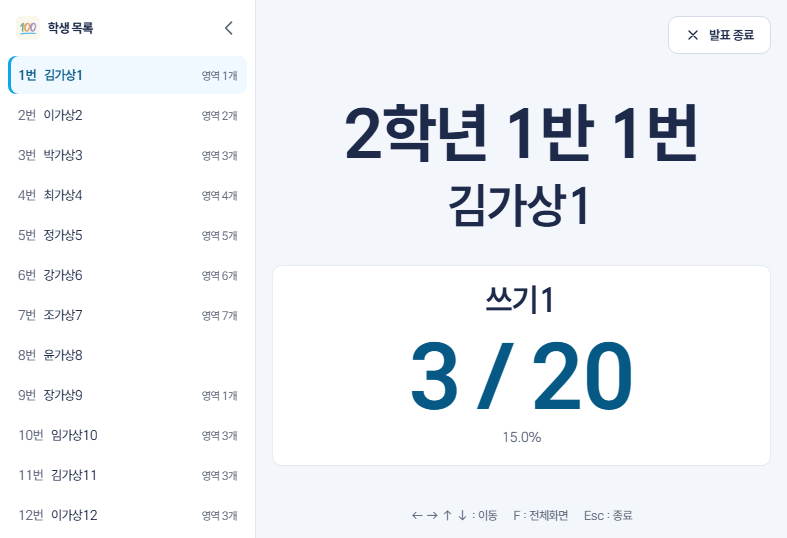 💯 학생 목록
1번 김가상1 영역 1개
2번 이가상2 영역 2개
3번 박가상3 영역 3개
4번 최가상4 영역 4개
5번 정가상5 영역 5개
6번 강가상6 영역 6개
7번 조가상7 영역 7개
8번 윤가상8
9번 장가상9 영역 1개
10번 임가상10 영역 3개
11번 김가상11 영역 3개
12번 이가상12 영역 3개
✕ 발표 종료
2학년 1반 1번
김가상1
쓰기1
3 / 20
15.0%
← → ↑ ↓ : 이동 F : 전체화면 Esc : 종료